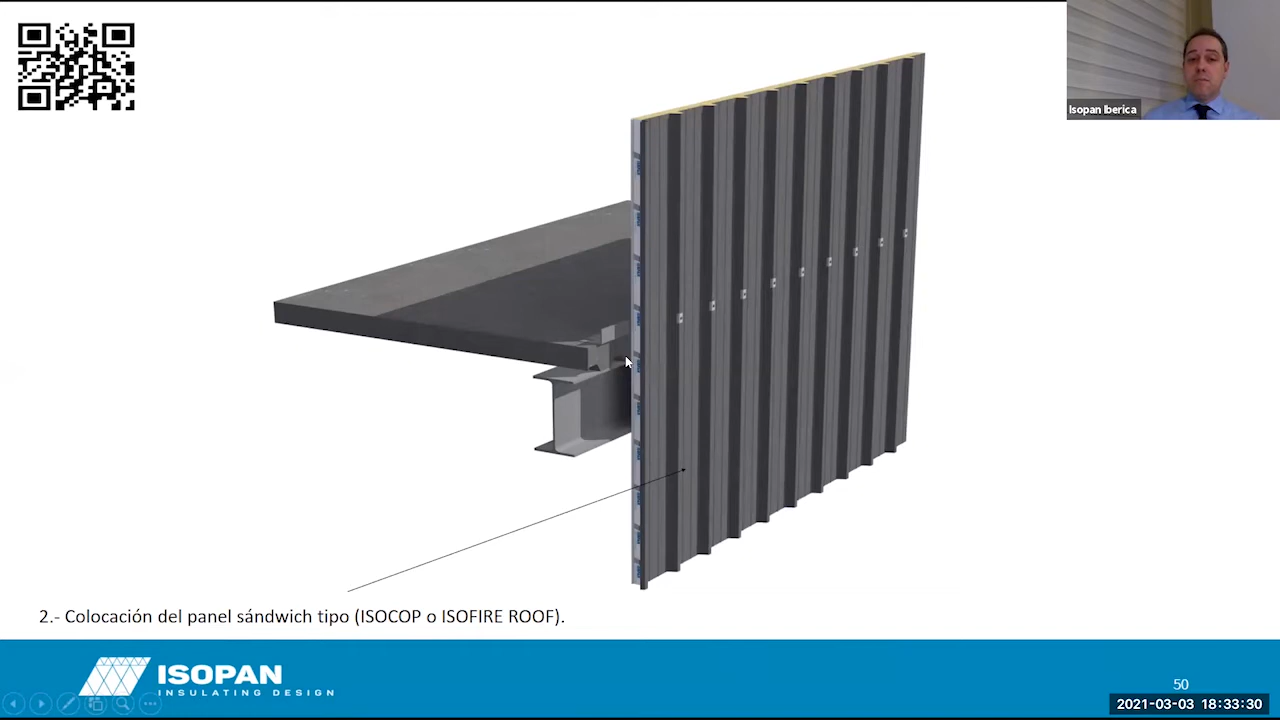 Isopan Iberica
2.- Colocación del panel sándwich tipo (ISOCOP o ISOFIRE ROOF).
ISOPAN
INSULATING DESIGN
50
2021-03-03 18:33:30